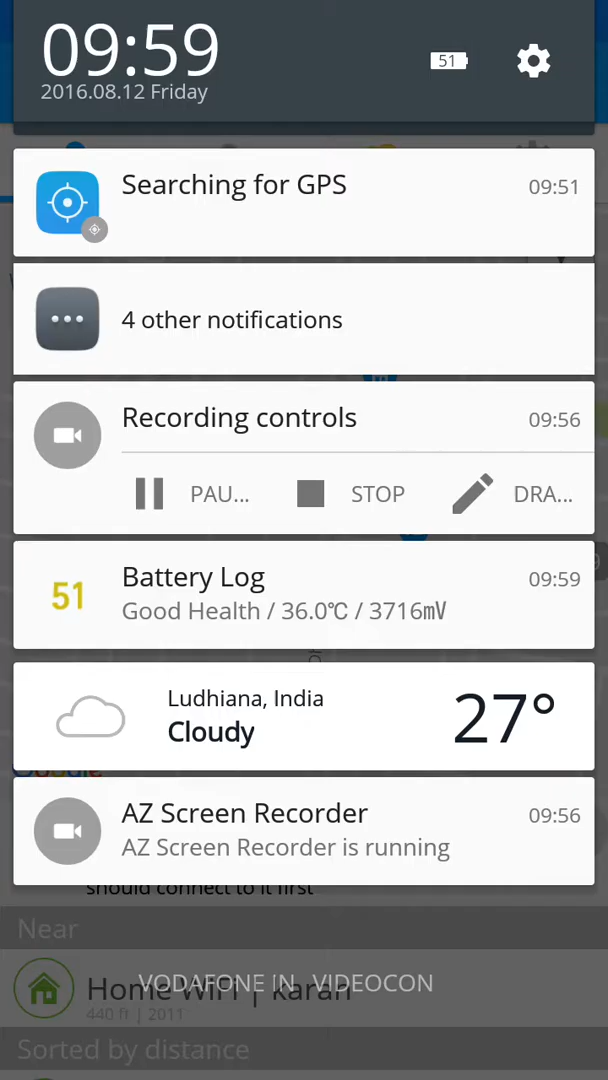 09:59
51
2016.08.12 Friday
Searching for GPS
09:51
4 other notifications
Recording controls
09:56
PAU...
STOP
DRA...
51
Battery Log
09:59
Good Health / 36.0℃ / 3716mV
Ludhiana, India
Cloudy
27°
AZ Screen Recorder
09:56
AZ Screen Recorder is running
should connect to it first
Near
VODAFONE IN
VIDEOCON
Home WiFi | karan
440 ft | 2011
Sorted by distance